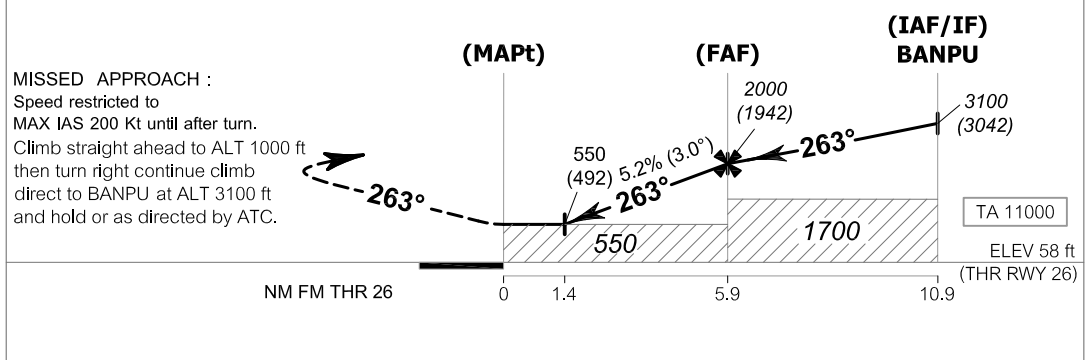 (IAF/IF)
(MAPt) (FAF) BANPU
MISSED APPROACH :
Speed restricted to
MAX IAS 200 Kt until after turn.
Climb straight ahead to ALT 1000 ft
then turn right continue climb
direct to BANPU at ALT 3100 ft
and hold or as directed by ATC.
2000
(1942)
3100
(3042)
263°
550
(492)
5.2% (3.0°)
263°
263°
550
1700
TA 11000
ELEV 58 ft
(THR RWY 26)
NM FM THR 26 0 1.4 5.9 10.9